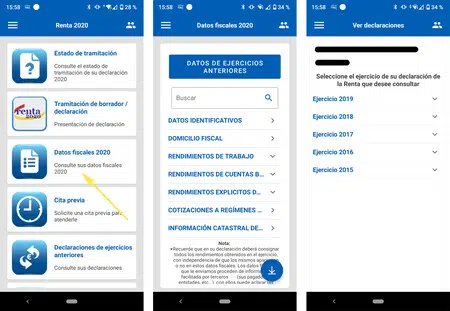 15:58
28 %
Renta 2020
Estado de tramitación
Consulte el estado de
tramitación de su declaración
2020
renta
2020
Tramitación de borrador /
declaración
Presentación de declaración
Datos fiscales 2020
Consulte sus datos fiscales
2020
Cita previa
Solicite una cita previa para
atenderle
Declaraciones de ejercicios
anteriores
Consulte sus declaraciones
15:58
34 %
Datos fiscales 2020
DATOS DE EJERCICIOS
ANTERIORES
Buscar
DATOS IDENTIFICATIVOS
DOMICILIO FISCAL
RENDIMIENTOS DE TRABAJO
RENDIMIENTOS DE CUENTAS B...
RENDIMIENTOS EXPLICITOS D...
COTIZACIONES A REGÍMENES ...
INFORMACIÓN CATASTRAL DE...
Nota:
•Recuerde que en su declaración deberá consignar
todos los rendimientos obtenidos en el ejercicio,
con independencia de que los mismos aparezcan
o no en estos datos fiscales. Los datos
que le enviamos proceden de información
facilitada por terceros (sus pagadores,
entidades, etc.),
15:58
34 %
Ver declaraciones
Seleccione el ejercicio de su declaración de
la Renta que desee consultar
Ejercicio 2019
Ejercicio 2018
Ejercicio 2017
Ejercicio 2016
Ejercicio 2015